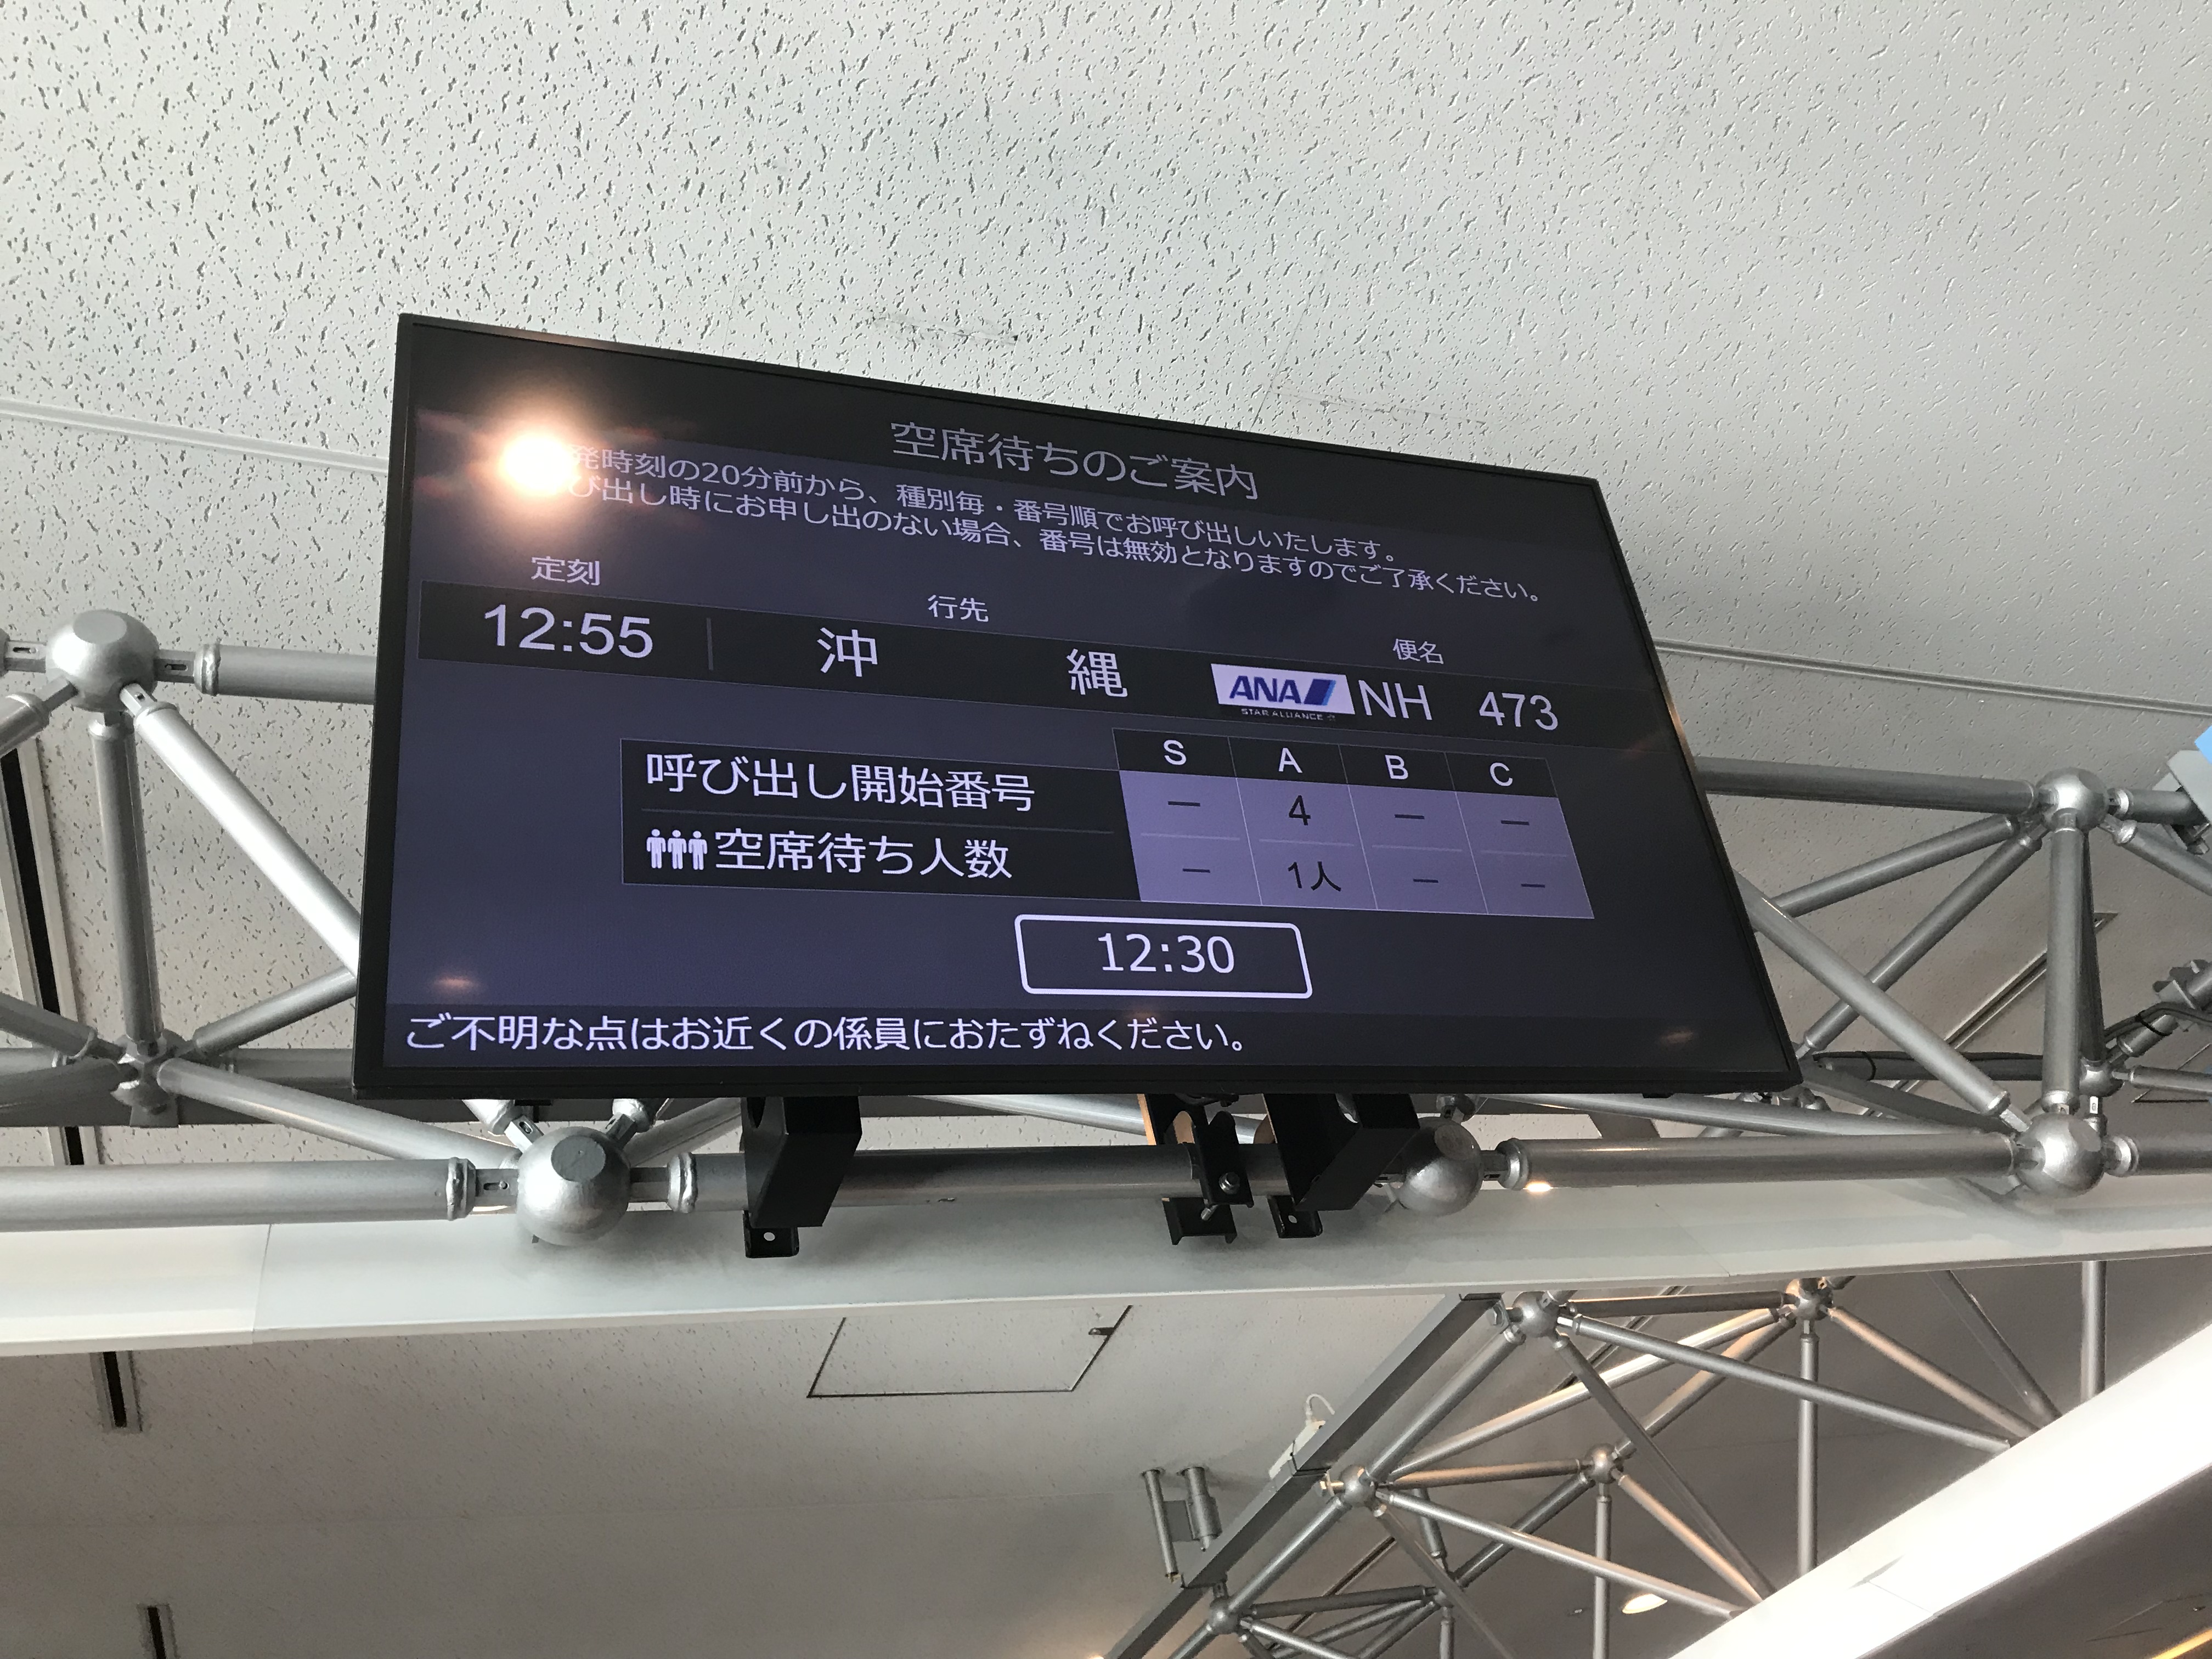 空席待ちのご案内
発時刻の20分前から、種別毎・番号順でお呼び出しいたします。
び出し時にお申し出のない場合、番号は無効となりますのでご了承ください。
定刻 行先 便名
12:55 沖 縄 ANA STAR ALLIANCE NH 473
S A B C
呼び出し開始番号 － 4 － －
空席待ち人数 － 1人 － －
12:30
ご不明な点はお近くの係員におたずねください。